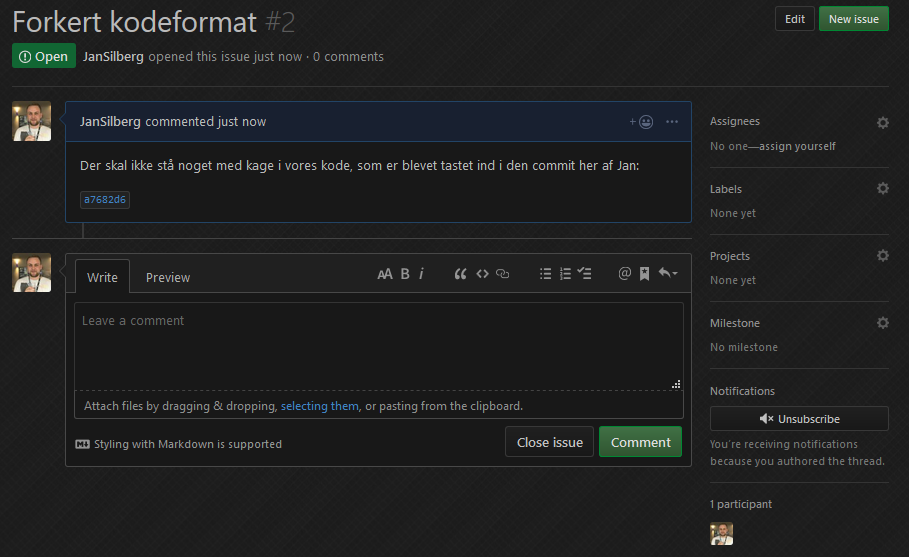 Forkert kodeformat #2
Edit
New issue
Open
JanSilberg opened this issue just now · 0 comments
JanSilberg commented just now
Der skal ikke stå noget med kage i vores kode, som er blevet tastet ind i den commit her af Jan:
a7682d6
Write
Preview
AA B i
Leave a comment
Attach files by dragging & dropping, selecting them, or pasting from the clipboard.
Styling with Markdown is supported
Close issue
Comment
Assignees
No one—assign yourself
Labels
None yet
Projects
None yet
Milestone
No milestone
Notifications
Unsubscribe
You're receiving notifications
because you authored the thread.
1 participant